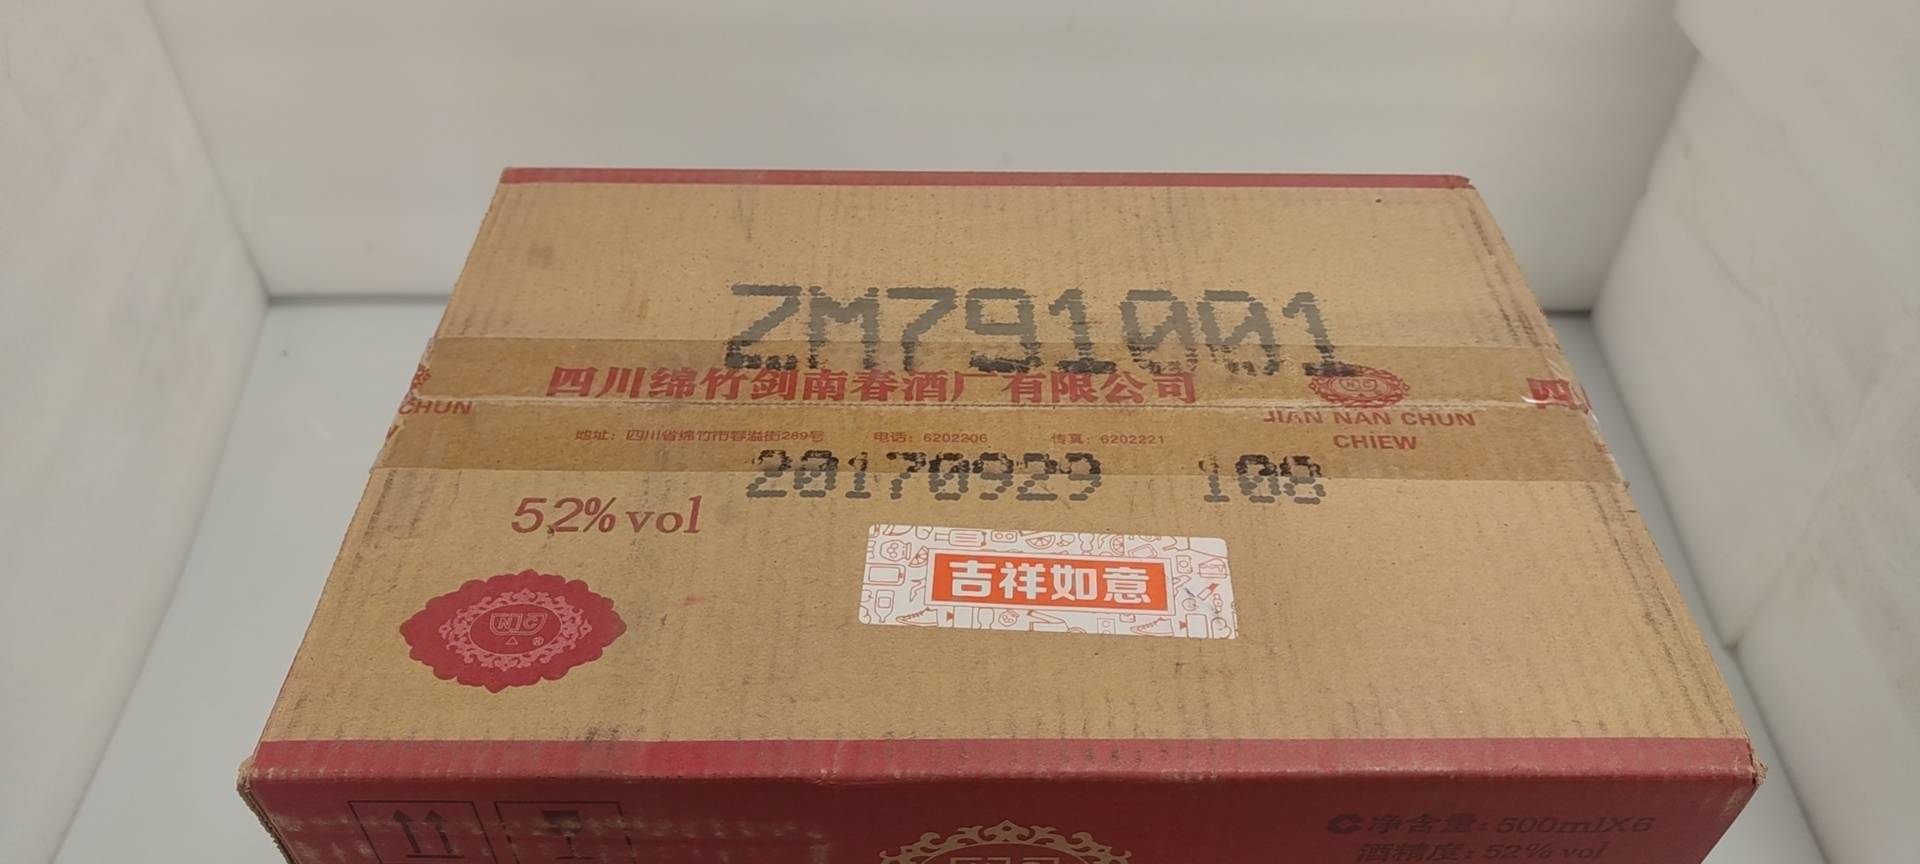 ZM791001
四川绵竹剑南春酒厂有限公司
四
CHUN
JIAN NAN CHUN
CHIEW
地址：四川省绵竹市春溢街289号 电话：6202206 传真：6202221
20170929 108
52%vol
吉祥如意
净含量：500mlX6
酒精度：52%vol